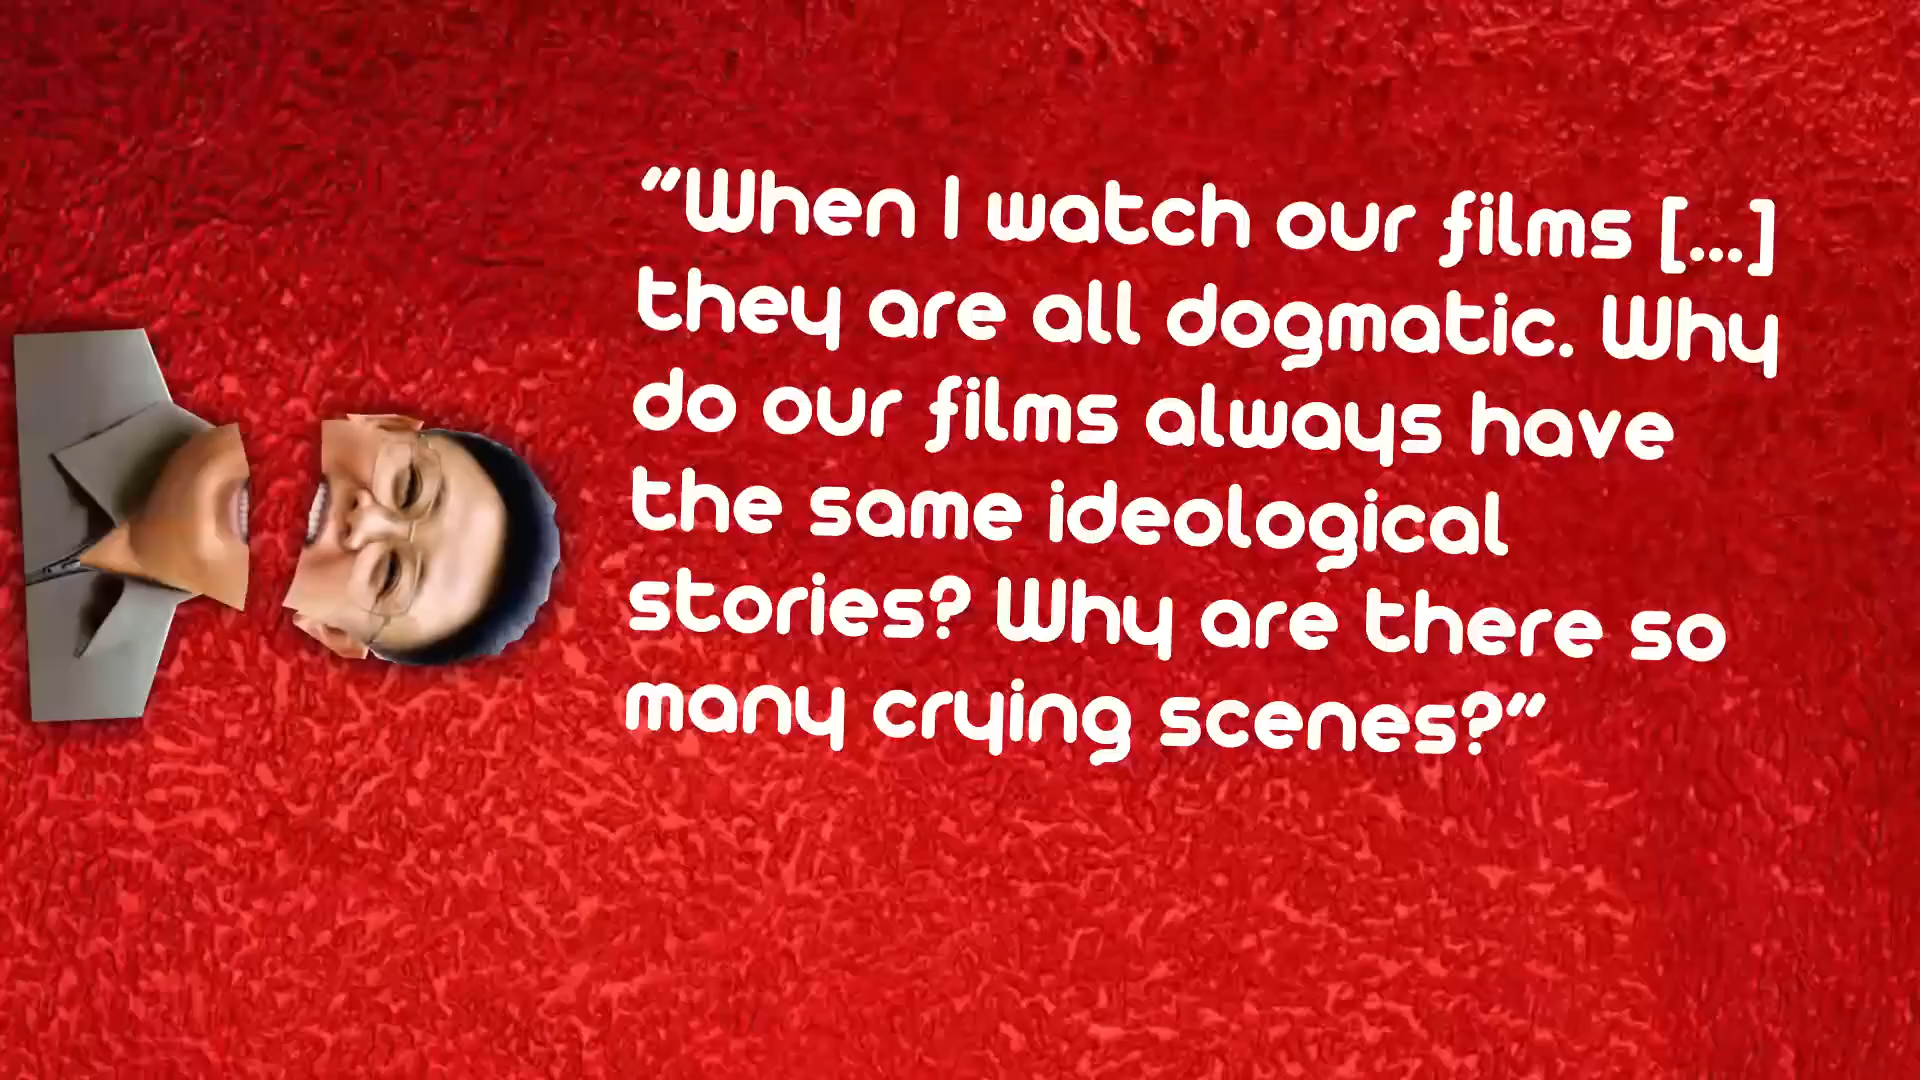 “When I watch our films [...]
they are all dogmatic. Why
do our films always have
the same ideological
stories? Why are there so
many crying scenes?”